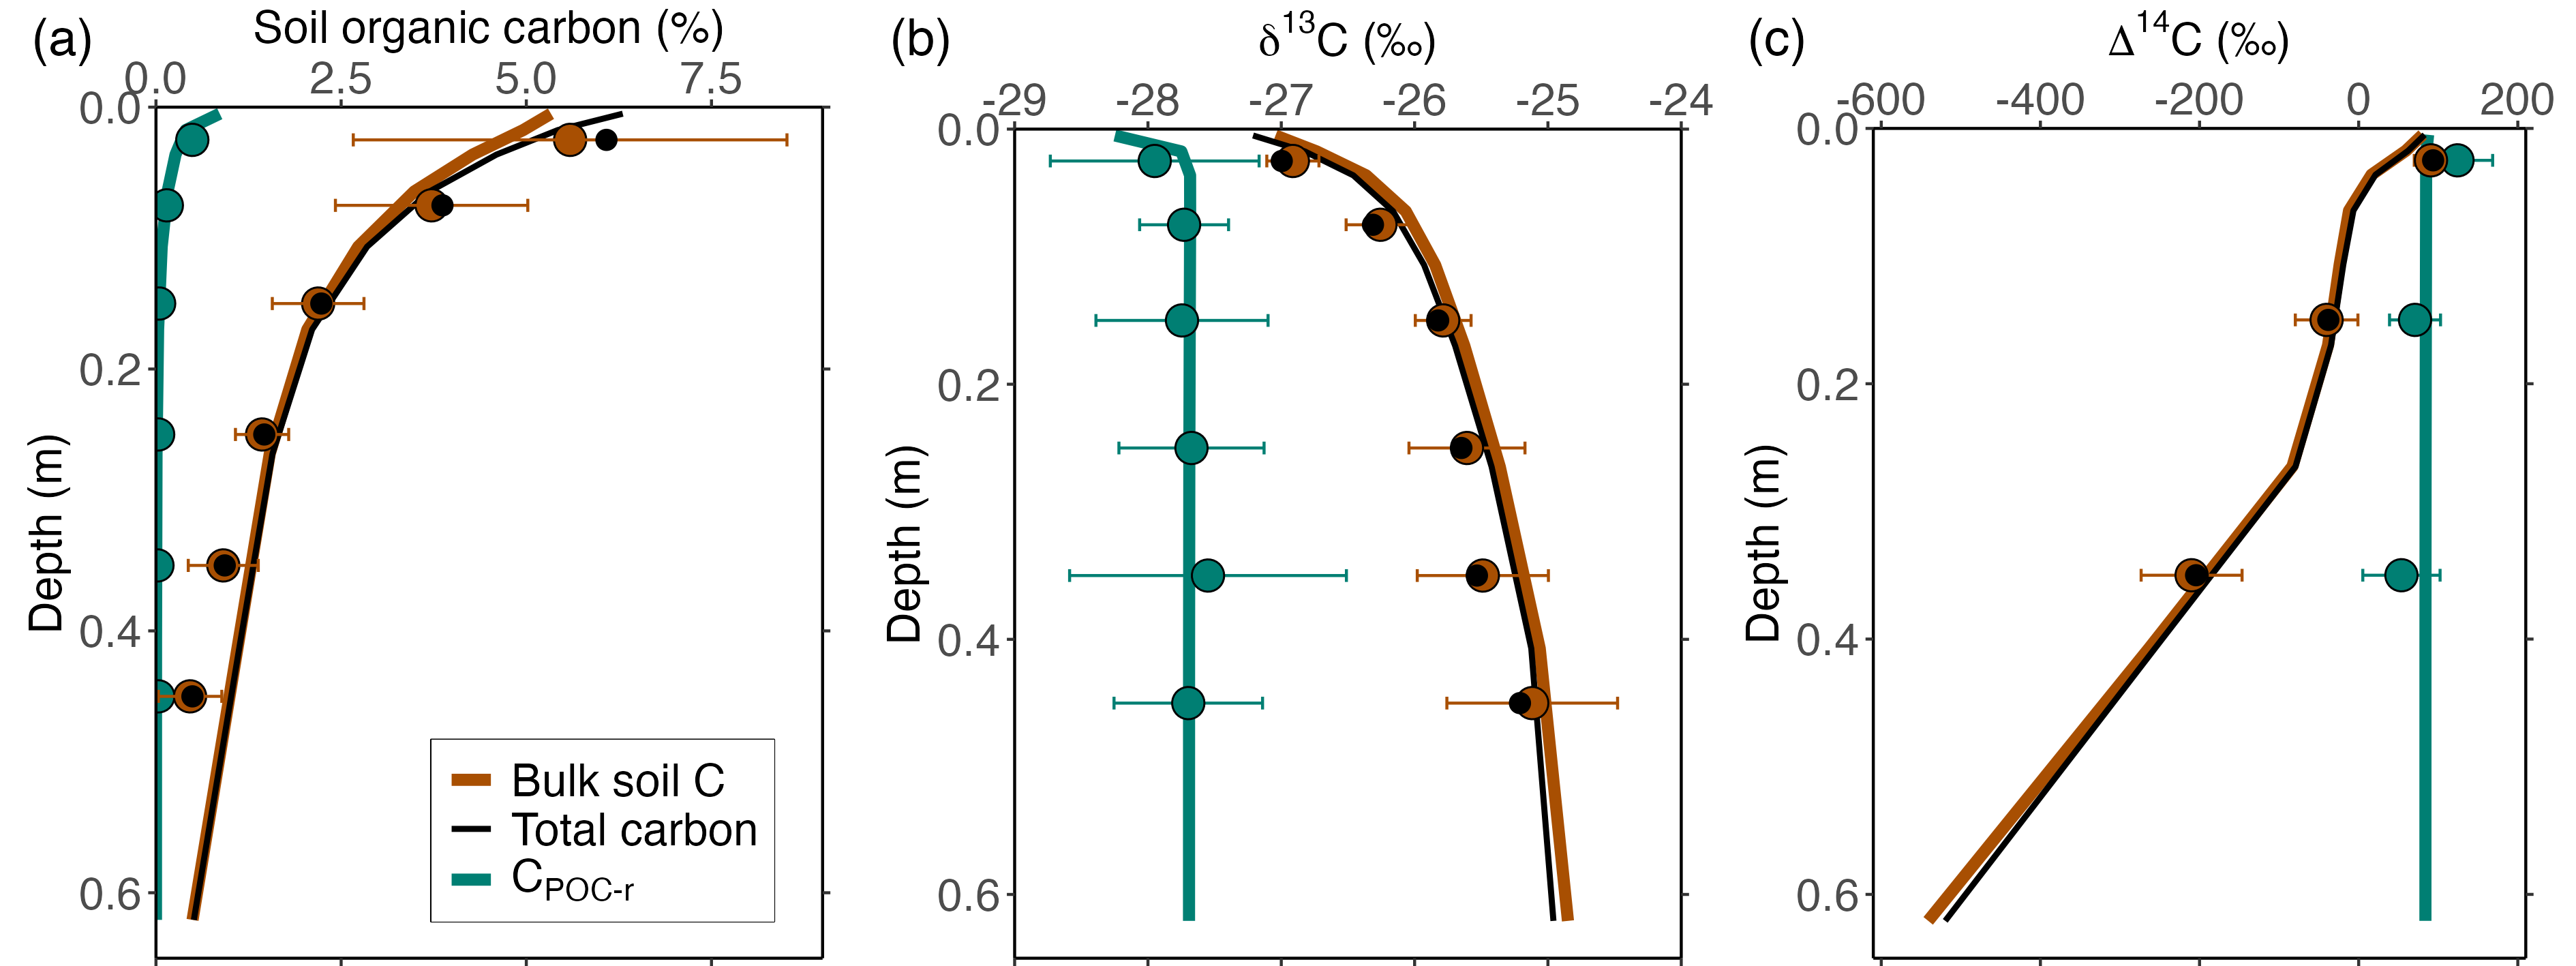 (a) Soil organic carbon (%)
0.0 2.5 5.0 7.5
0.0
0.2
0.4
0.6
Depth (m)
Bulk soil C
Total carbon
C_POC-r
(b) δ¹³C (‰)
-29 -28 -27 -26 -25 -24
0.0
0.2
0.4
0.6
Depth (m)
(c) Δ¹⁴C (‰)
-600 -400 -200 0 200
0.0
0.2
0.4
0.6
Depth (m)